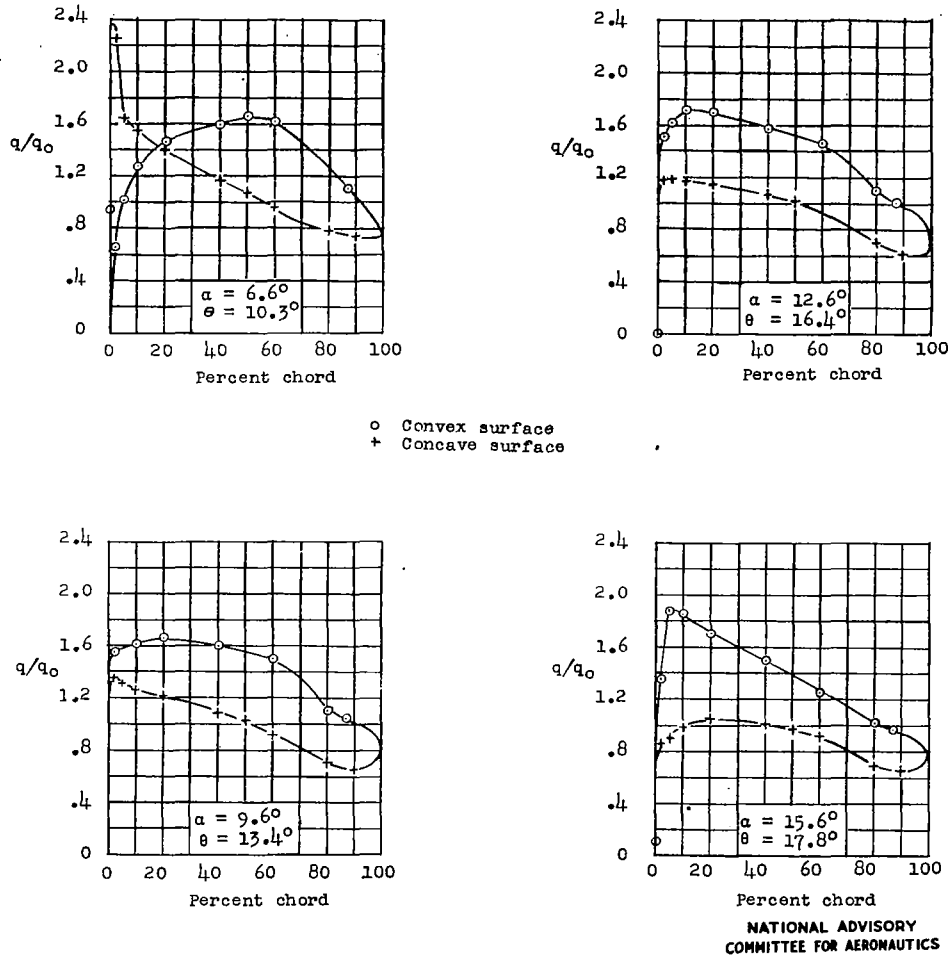 2.4
2.0
1.6
q/q₀
1.2
.8
.4
0
α = 6.6°
θ = 10.3°
0 20 40 60 80 100
Percent chord
2.4
2.0
1.6
q/q₀
1.2
.8
.4
0
α = 12.6°
θ = 16.4°
0 20 40 60 80 100
Percent chord
o Convex surface
+ Concave surface
2.4
2.0
1.6
q/q₀
1.2
.8
.4
0
α = 9.6°
θ = 13.4°
0 20 40 60 80 100
Percent chord
2.4
2.0
1.6
q/q₀
1.2
.8
.4
0
α = 15.6°
θ = 17.8°
0 20 40 60 80 100
Percent chord
NATIONAL ADVISORY
COMMITTEE FOR AERONAUTICS